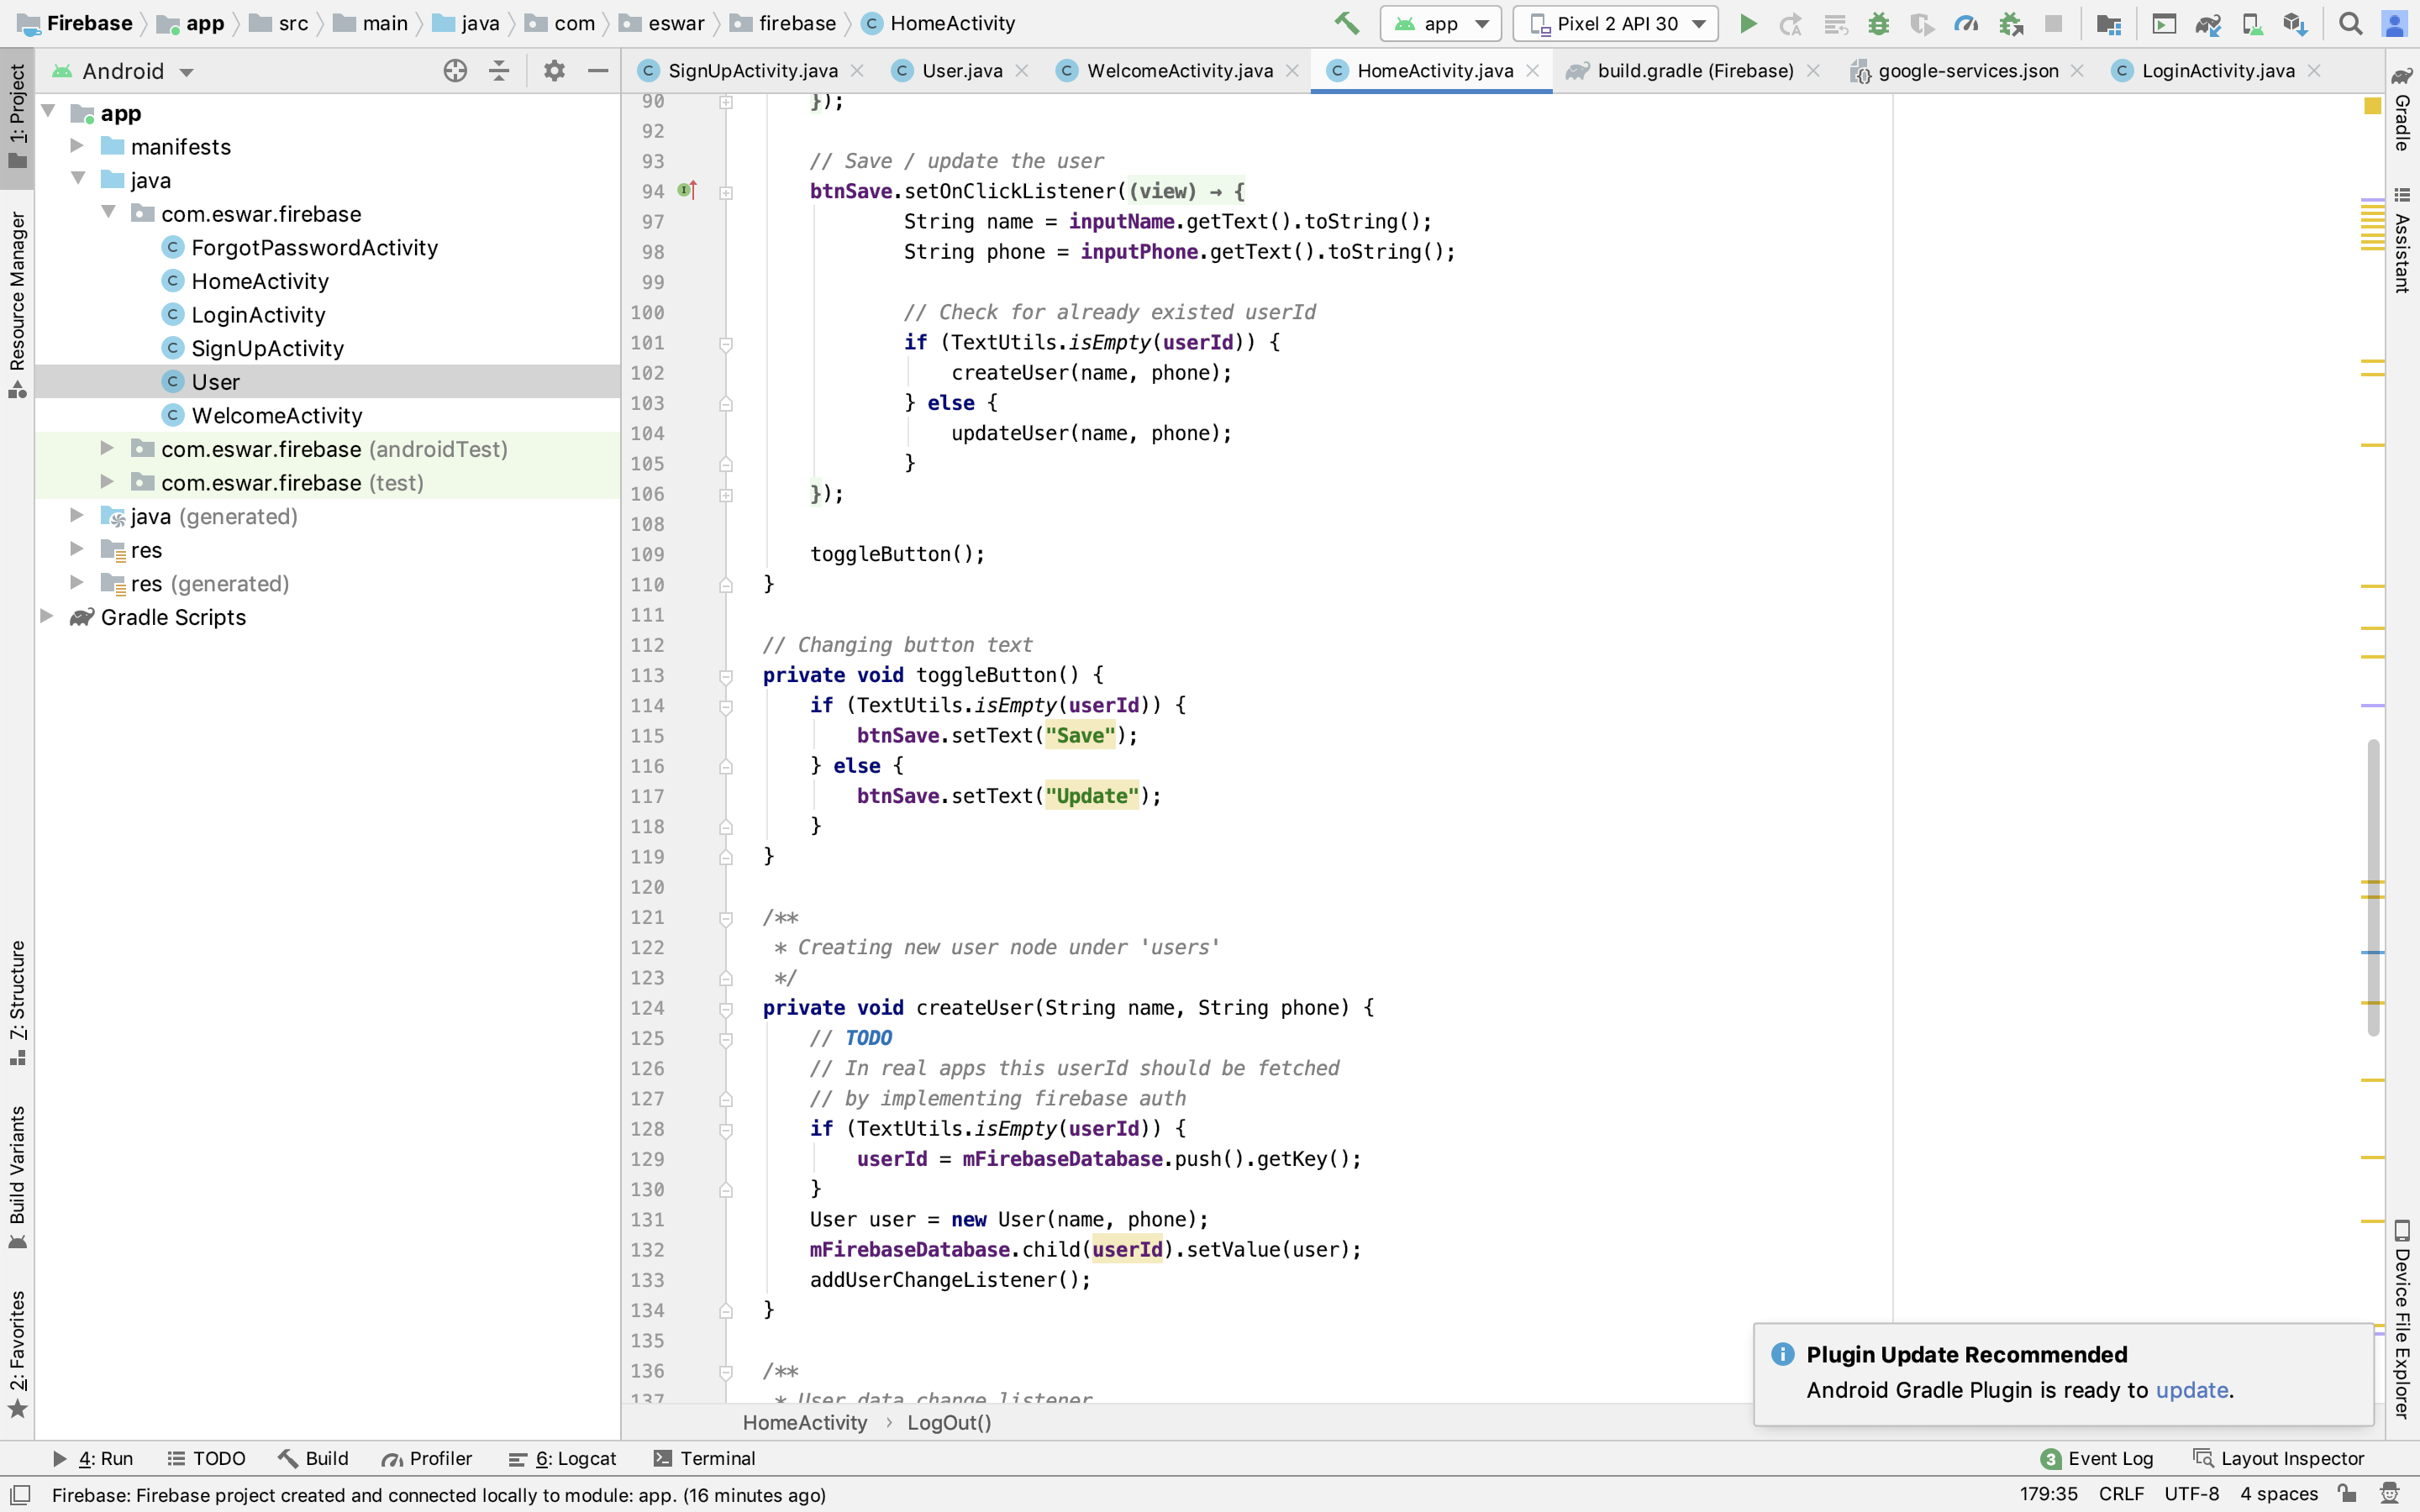 Firebase app src main java com eswar firebase HomeActivity app Pixel 2 API 30
Android
SignUpActivity.java User.java WelcomeActivity.java HomeActivity.java build.gradle (Firebase) google-services.json LoginActivity.java
1: Project
Resource Manager
7: Structure
Build Variants
2: Favorites
app
manifests
java
com.eswar.firebase
ForgotPasswordActivity
HomeActivity
LoginActivity
SignUpActivity
User
WelcomeActivity
com.eswar.firebase (androidTest)
com.eswar.firebase (test)
java (generated)
res
res (generated)
Gradle Scripts
90 });
92
93 // Save / update the user
94 btnSave.setOnClickListener((view) → {
97 String name = inputName.getText().toString();
98 String phone = inputPhone.getText().toString();
99
100 // Check for already existed userId
101 if (TextUtils.isEmpty(userId)) {
102 createUser(name, phone);
103 } else {
104 updateUser(name, phone);
105 }
106 });
108
109 toggleButton();
110 }
111
112 // Changing button text
113 private void toggleButton() {
114 if (TextUtils.isEmpty(userId)) {
115 btnSave.setText("Save");
116 } else {
117 btnSave.setText("Update");
118 }
119 }
120
121 /**
122 * Creating new user node under 'users'
123 */
124 private void createUser(String name, String phone) {
125 // TODO
126 // In real apps this userId should be fetched
127 // by implementing firebase auth
128 if (TextUtils.isEmpty(userId)) {
129 userId = mFirebaseDatabase.push().getKey();
130 }
131 User user = new User(name, phone);
132 mFirebaseDatabase.child(userId).setValue(user);
133 addUserChangeListener();
134 }
135
136 /**
137 * User data change listener
HomeActivity › LogOut()
Gradle
Assistant
Device File Explorer
Plugin Update Recommended
Android Gradle Plugin is ready to update.
4: Run TODO Build Profiler 6: Logcat Terminal 3 Event Log Layout Inspector
Firebase: Firebase project created and connected locally to module: app. (16 minutes ago) 179:35 CRLF UTF-8 4 spaces